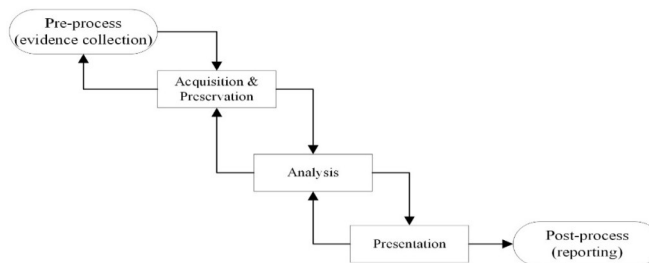 Pre-process
(evidence collection)
Acquisition &
Preservation
Analysis
Presentation
Post-process
(reporting)